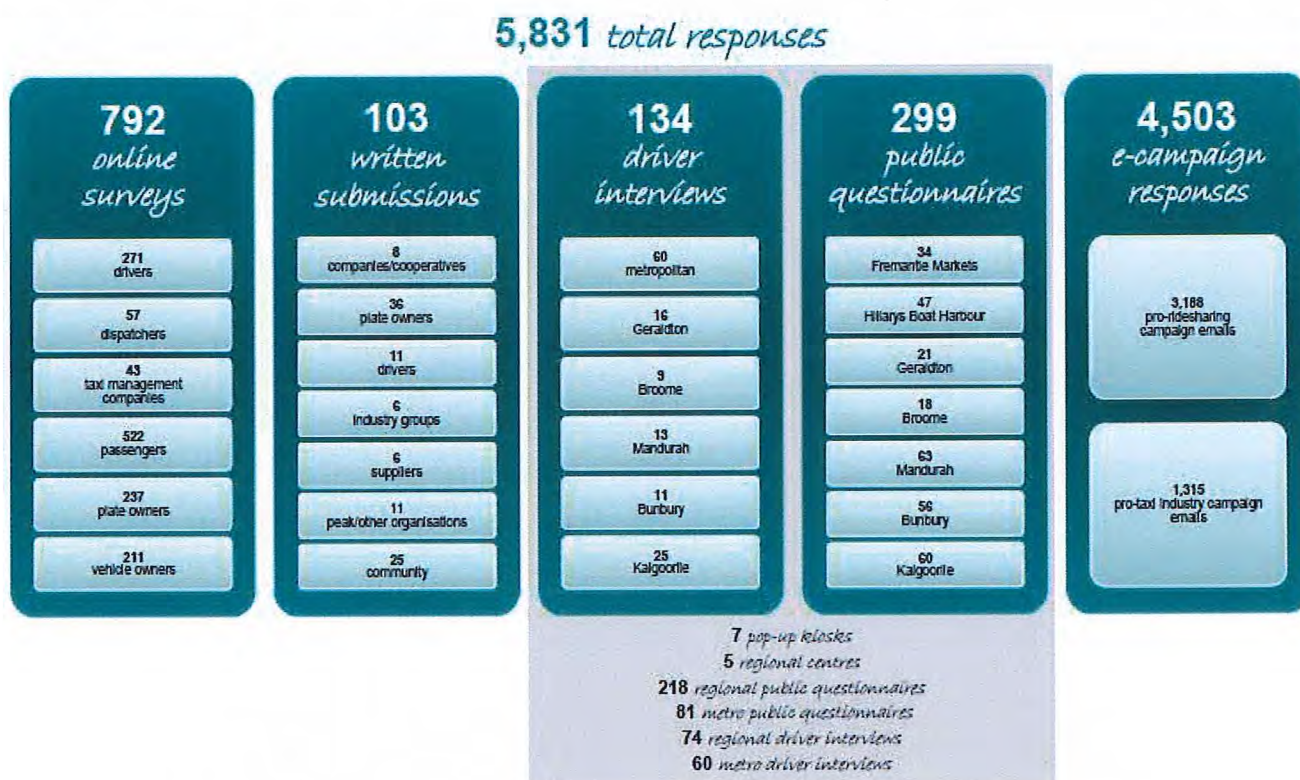 5,831 total responses
792
online
surveys
271
drivers
57
dispatchers
43
taxi management
companies
522
passengers
237
plate owners
211
vehicle owners
103
written
submissions
8
companies/cooperatives
36
plate owners
11
drivers
6
industry groups
6
suppliers
11
peak/other organisations
25
community
134
driver
interviews
60
metropolitan
16
Geraldton
9
Broome
13
Mandurah
11
Bunbury
25
Kalgoorlie
299
public
questionnaires
34
Fremantle Markets
47
Hillarys Boat Harbour
21
Geraldton
18
Broome
63
Mandurah
56
Bunbury
60
Kalgoorlie
4,503
e-campaign
responses
3,188
pro-ridesharing
campaign emails
1,315
pro-taxi industry campaign
emails
7 pop-up kiosks
5 regional centres
218 regional public questionnaires
81 metro public questionnaires
74 regional driver interviews
60 metro driver interviews